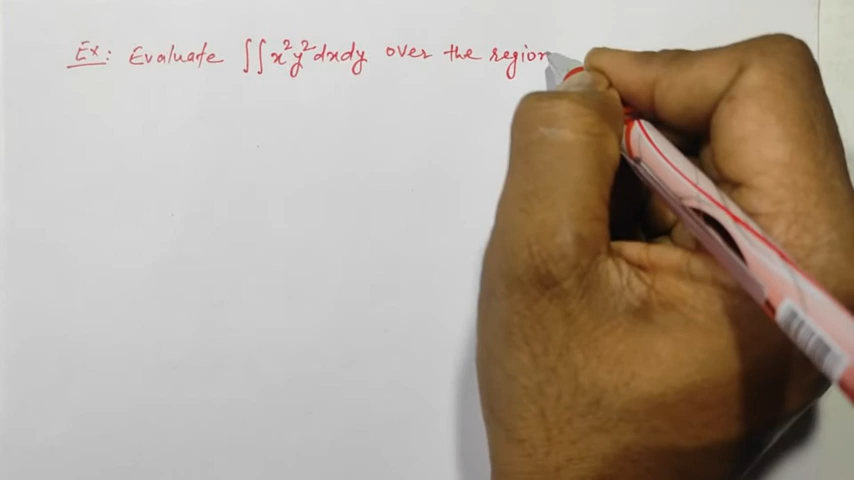 Ex: Evaluate ∫∫x²y²dxdy over the region